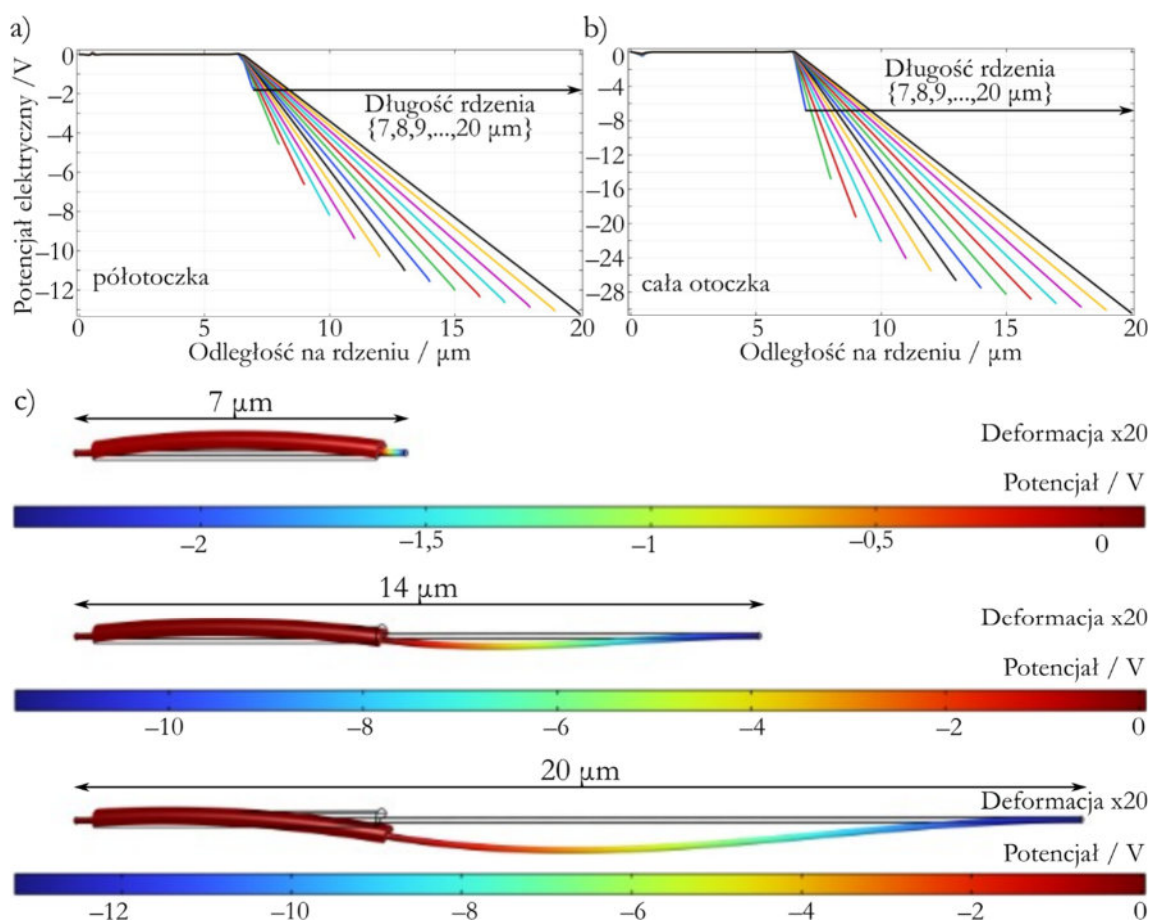 a)
Potencjał elektryczny /V
0
−2
−4
−6
−8
−10
−12
Długość rdzenia
{7,8,9,...,20 µm}
półotoczka
0 5 10 15 20
Odległość na rdzeniu / µm
b)
0
−4
−8
−12
−16
−20
−24
−28
Długość rdzenia
{7,8,9,...,20 µm}
cała otoczka
0 5 10 15 20
Odległość na rdzeniu / µm
c)
7 µm
Deformacja x20
Potencjał / V
−2 −1,5 −1 −0,5 0
14 µm
Deformacja x20
Potencjał / V
−10 −8 −6 −4 −2 0
20 µm
Deformacja x20
Potencjał / V
−12 −10 −8 −6 −4 −2 0